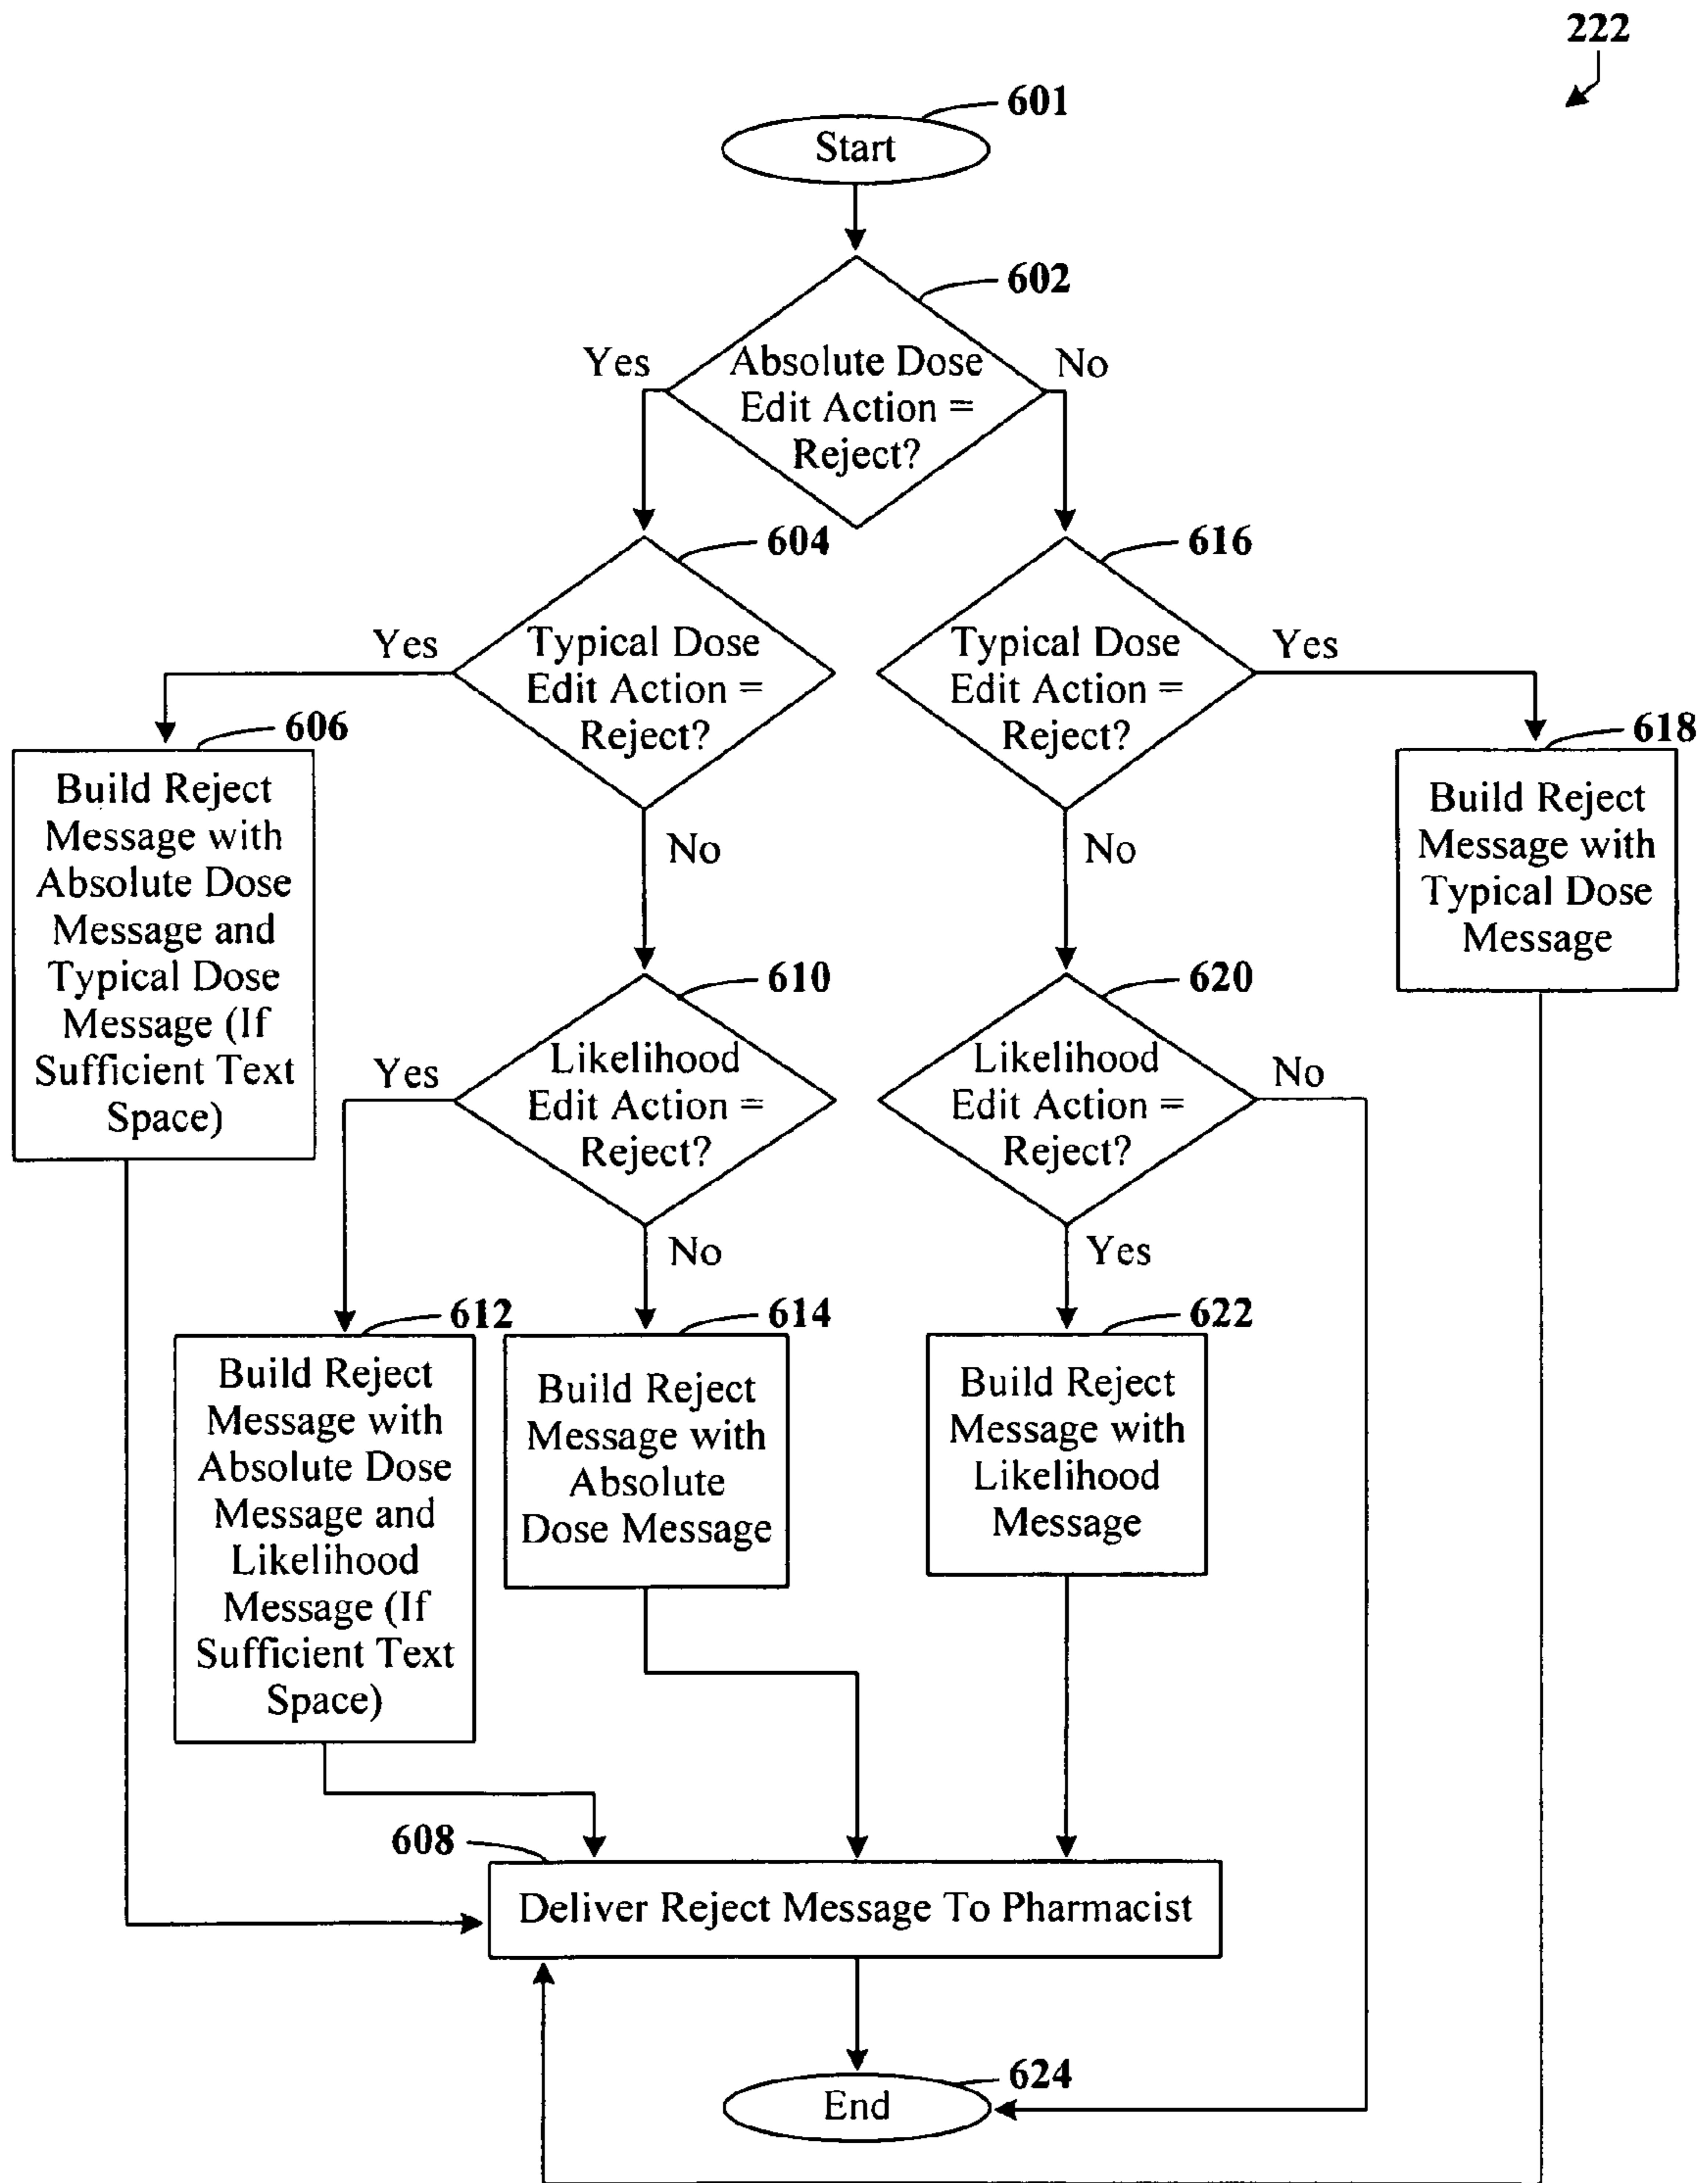 222
601
Start
602
Yes
Absolute Dose
Edit Action =
Reject?
No
604
Yes
Typical Dose
Edit Action =
Reject?
No
616
Typical Dose
Edit Action =
Reject?
Yes
No
606
Build Reject
Message with
Absolute Dose
Message and
Typical Dose
Message (If
Sufficient Text
Space)
618
Build Reject
Message with
Typical Dose
Message
610
Yes
Likelihood
Edit Action =
Reject?
No
620
Likelihood
Edit Action =
Reject?
No
Yes
612
Build Reject
Message with
Absolute Dose
Message and
Likelihood
Message (If
Sufficient Text
Space)
614
Build Reject
Message with
Absolute
Dose Message
622
Build Reject
Message with
Likelihood
Message
608
Deliver Reject Message To Pharmacist
624
End